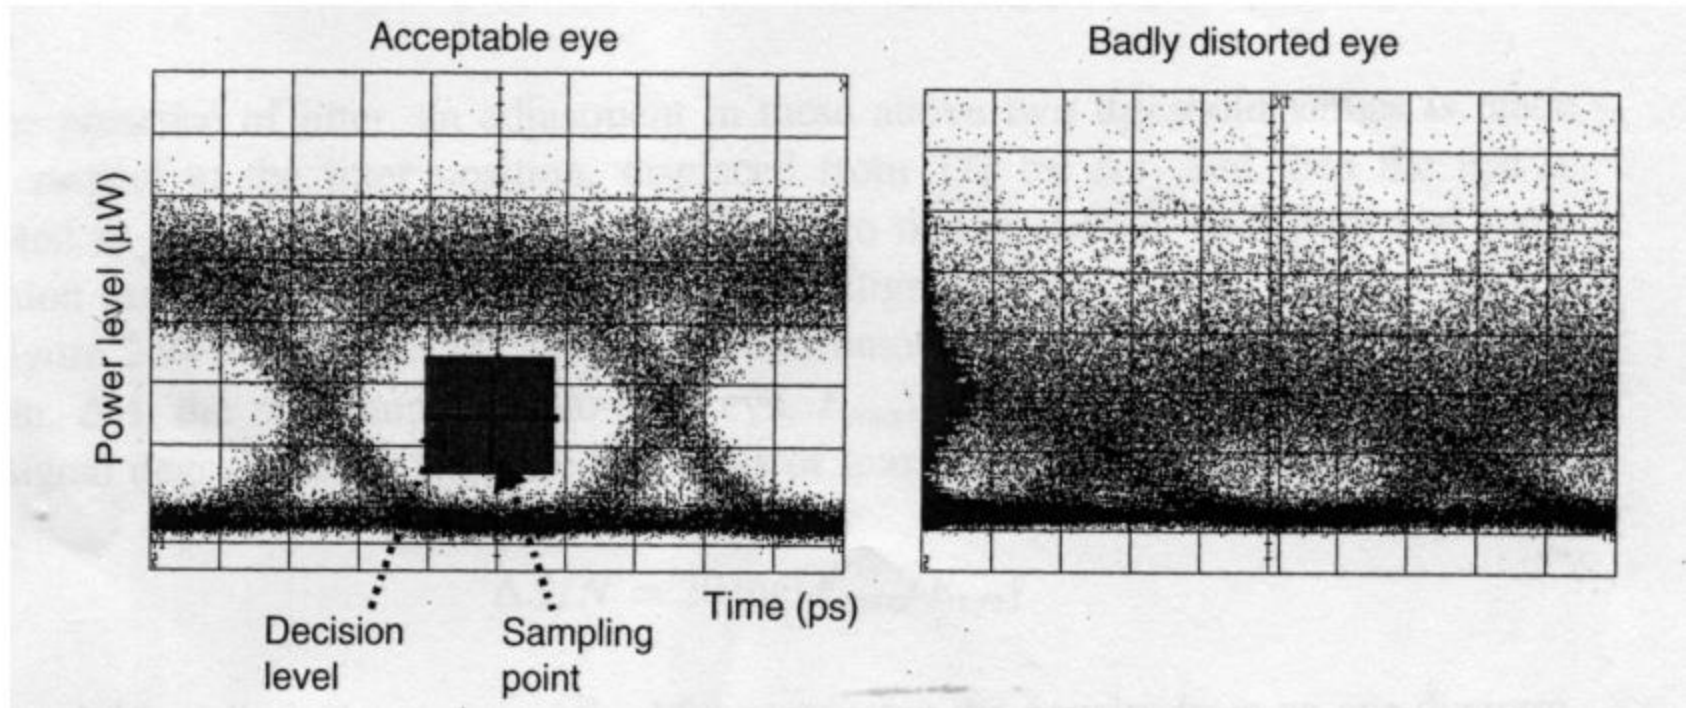 Acceptable eye
Badly distorted eye
Power level (μW)
Time (ps)
Decision
level
Sampling
point